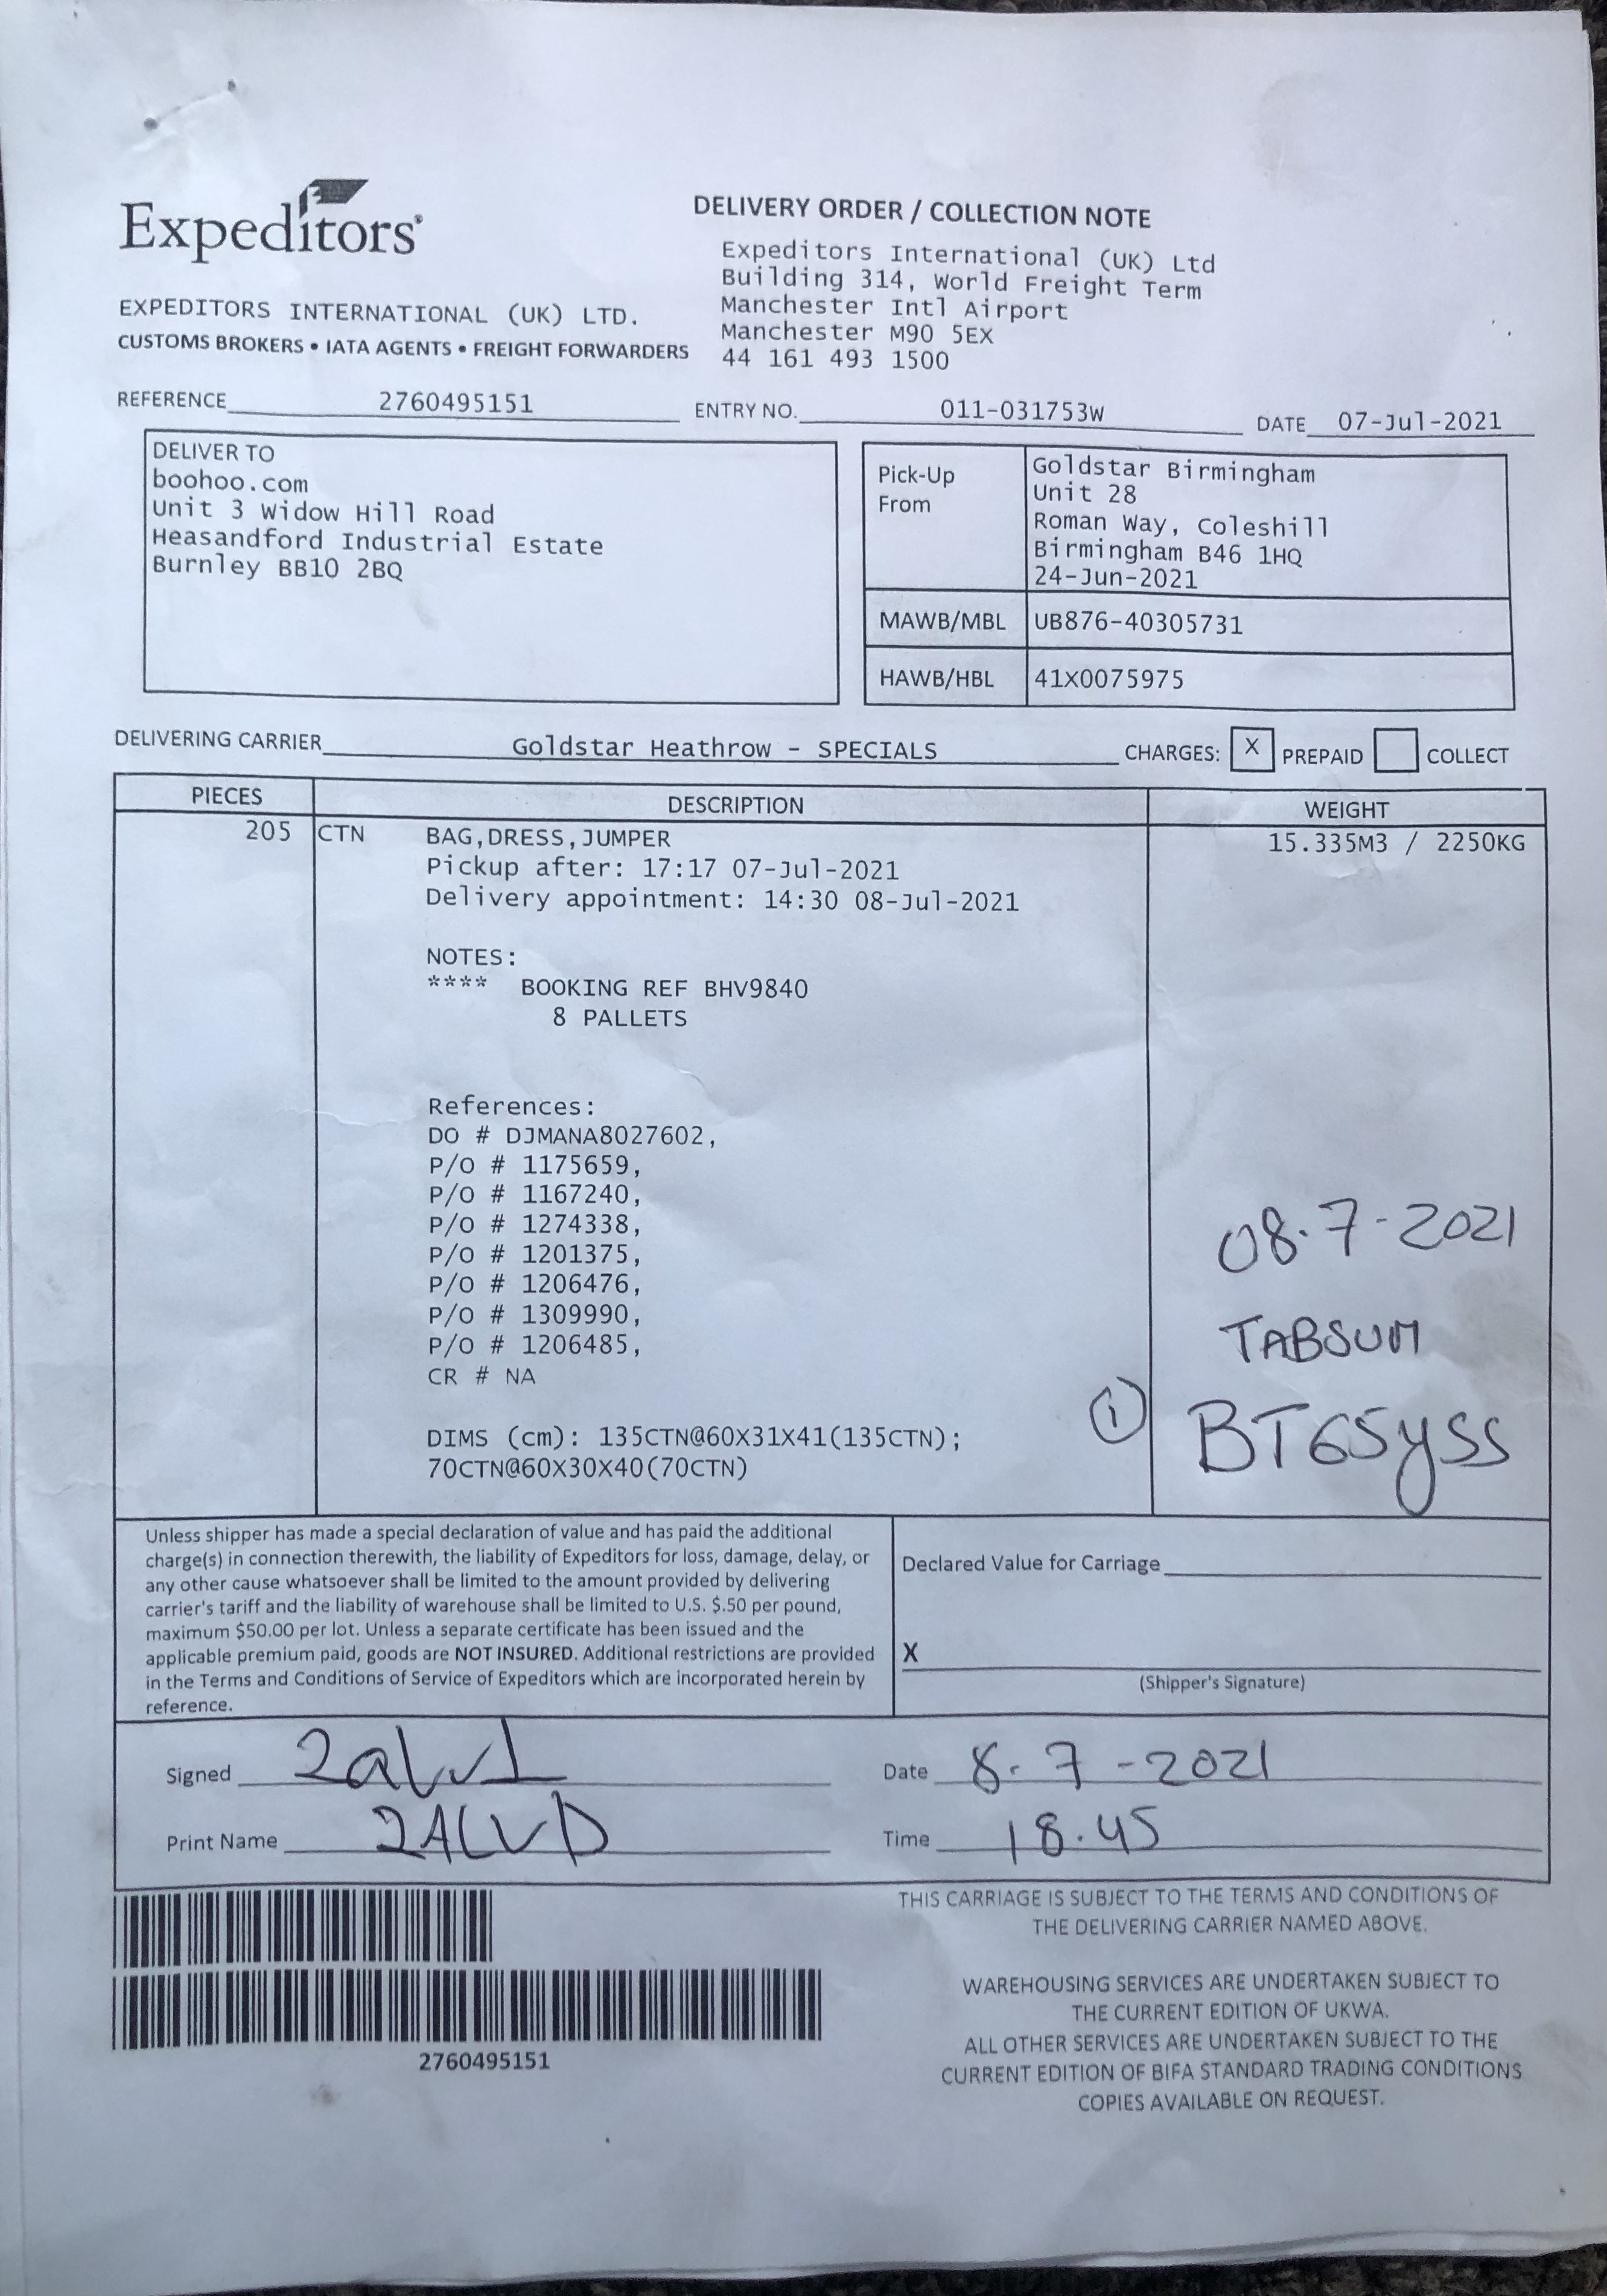 Expeditors
EXPEDITORS INTERNATIONAL (UK) LTD.
CUSTOMS BROKERS • IATA AGENTS • FREIGHT FORWARDERS
DELIVERY ORDER / COLLECTION NOTE
Expeditors International (UK) Ltd
Building 314, World Freight Term
Manchester Intl Airport
Manchester M90 5EX
44 161 493 1500
REFERENCE 2760495151 ENTRY NO. 011-031753W DATE 07-Jul-2021
DELIVER TO
boohoo.com
Unit 3 Widow Hill Road
Heasandford Industrial Estate
Burnley BB10 2BQ
Pick-Up From
Goldstar Birmingham
Unit 28
Roman Way, Coleshill
Birmingham B46 1HQ
24-Jun-2021
MAWB/MBL UB876-40305731
HAWB/HBL 41X0075975
DELIVERING CARRIER Goldstar Heathrow - SPECIALS CHARGES: X PREPAID COLLECT
PIECES DESCRIPTION WEIGHT
205 CTN BAG,DRESS,JUMPER 15.335M3 / 2250KG
Pickup after: 17:17 07-Jul-2021
Delivery appointment: 14:30 08-Jul-2021
NOTES:
**** BOOKING REF BHV9840
8 PALLETS
References:
DO # DJMANA8027602,
P/O # 1175659,
P/O # 1167240,
P/O # 1274338,
P/O # 1201375,
P/O # 1206476,
P/O # 1309990,
P/O # 1206485,
CR # NA
DIMS (cm): 135CTN@60X31X41(135CTN);
70CTN@60X30X40(70CTN)
08.7-2021
TABSUM
1 BT65YSS
Unless shipper has made a special declaration of value and has paid the additional
charge(s) in connection therewith, the liability of Expeditors for loss, damage, delay, or
any other cause whatsoever shall be limited to the amount provided by delivering
carrier's tariff and the liability of warehouse shall be limited to U.S. $.50 per pound,
maximum $50.00 per lot. Unless a separate certificate has been issued and the
applicable premium paid, goods are NOT INSURED. Additional restrictions are provided
in the Terms and Conditions of Service of Expeditors which are incorporated herein by
reference.
Declared Value for Carriage
X
(Shipper's Signature)
Signed
Date 8.7-2021
Print Name
Time 18.45
2760495151
THIS CARRIAGE IS SUBJECT TO THE TERMS AND CONDITIONS OF
THE DELIVERING CARRIER NAMED ABOVE.
WAREHOUSING SERVICES ARE UNDERTAKEN SUBJECT TO
THE CURRENT EDITION OF UKWA.
ALL OTHER SERVICES ARE UNDERTAKEN SUBJECT TO THE
CURRENT EDITION OF BIFA STANDARD TRADING CONDITIONS
COPIES AVAILABLE ON REQUEST.